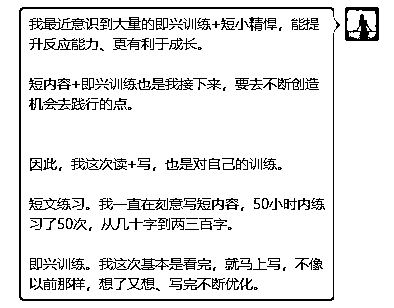 我最近意识到大量的即兴训练+短小精悍，能提
升反应能力、更有利于成长。
短内容+即兴训练也是我接下来，要去不断创造
机会去践行的点。
因此，我这次读+写，也是对自己的训练。
短文练习。我一直在刻意写短内容，50小时内练
习了50次，从几十字到两三百字。
即兴训练。我这次基本是看完，就马上写，不像
以前那样，想了又想、写完不断优化。